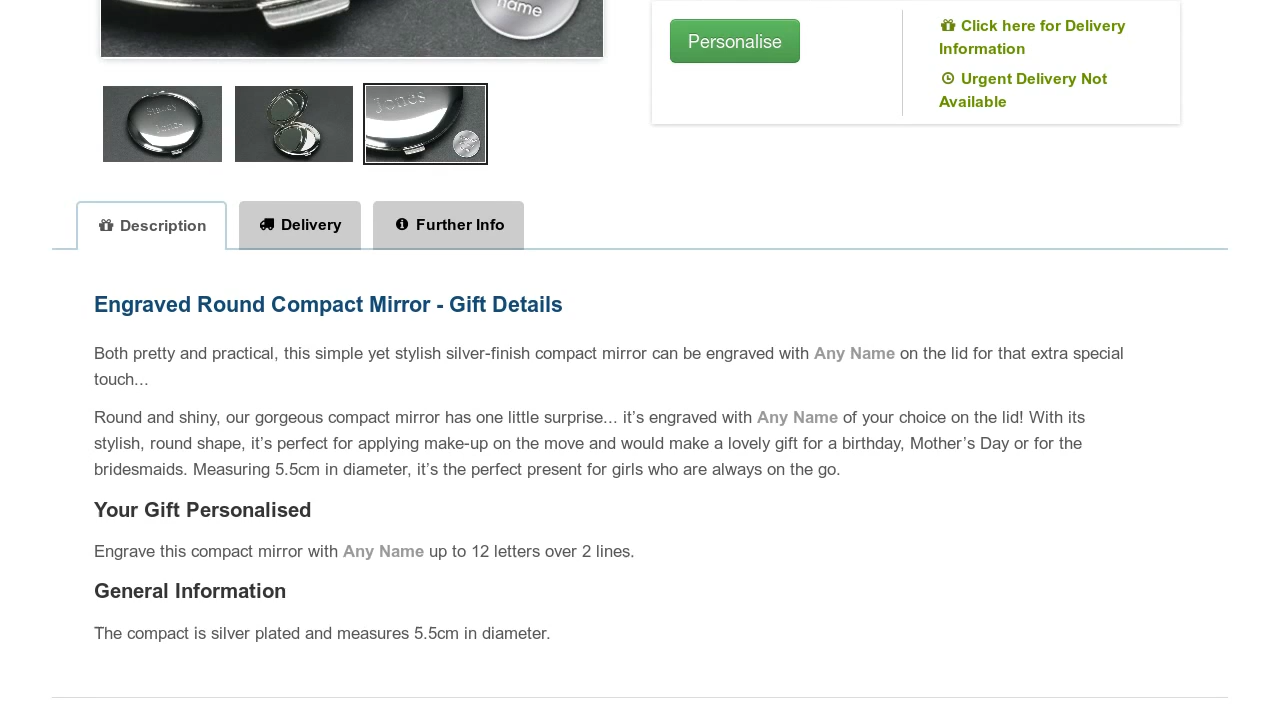 name
Personalise
Click here for Delivery
Information
Urgent Delivery Not
Available
Jones
Jones
Description
Delivery
Further Info
Engraved Round Compact Mirror - Gift Details
Both pretty and practical, this simple yet stylish silver-finish compact mirror can be engraved with Any Name on the lid for that extra special
touch...
Round and shiny, our gorgeous compact mirror has one little surprise... it’s engraved with Any Name of your choice on the lid! With its
stylish, round shape, it’s perfect for applying make-up on the move and would make a lovely gift for a birthday, Mother’s Day or for the
bridesmaids. Measuring 5.5cm in diameter, it’s the perfect present for girls who are always on the go.
Your Gift Personalised
Engrave this compact mirror with Any Name up to 12 letters over 2 lines.
General Information
The compact is silver plated and measures 5.5cm in diameter.